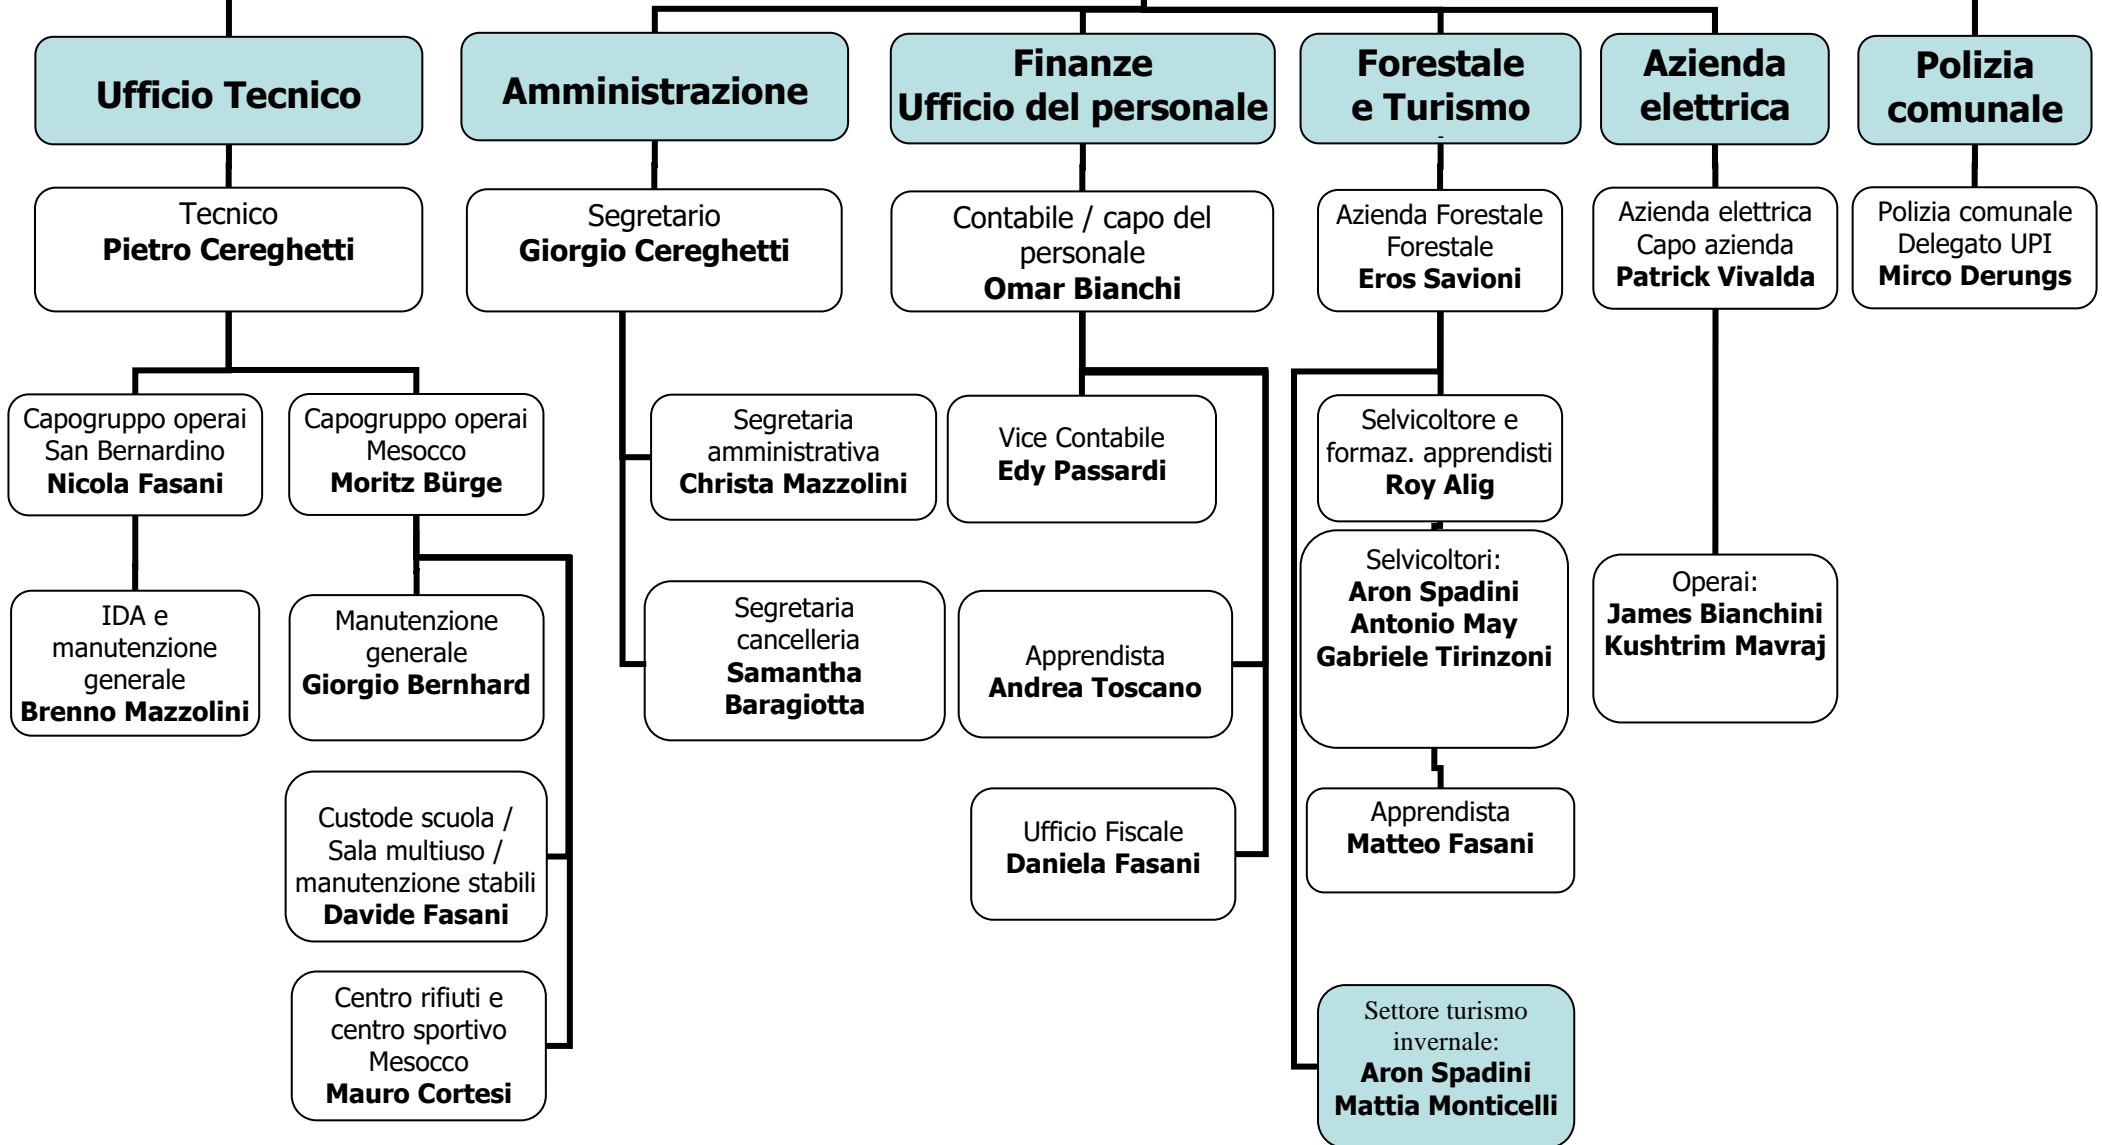 Ufficio Tecnico
Amministrazione
Finanze
Ufficio del personale
Forestale
e Turismo
Azienda
elettrica
Polizia
comunale
Tecnico
Pietro Cereghetti
Segretario
Giorgio Cereghetti
Contabile / capo del
personale
Omar Bianchi
Azienda Forestale
Forestale
Eros Savioni
Azienda elettrica
Capo azienda
Patrick Vivalda
Polizia comunale
Delegato UPI
Mirco Derungs
Capogruppo operai
San Bernardino
Nicola Fasani
Capogruppo operai
Mesocco
Moritz Bürge
Segretaria
amministrativa
Christa Mazzolini
Vice Contabile
Edy Passardi
Selvicoltore e
formaz. apprendisti
Roy Alig
IDA e
manutenzione
generale
Brenno Mazzolini
Manutenzione
generale
Giorgio Bernhard
Segretaria
cancelleria
Samantha
Baragiotta
Apprendista
Andrea Toscano
Selvicoltori:
Aron Spadini
Antonio May
Gabriele Tirinzoni
Operai:
James Bianchini
Kushtrim Mavraj
Custode scuola /
Sala multiuso /
manutenzione stabili
Davide Fasani
Ufficio Fiscale
Daniela Fasani
Apprendista
Matteo Fasani
Centro rifiuti e
centro sportivo
Mesocco
Mauro Cortesi
Settore turismo
invernale:
Aron Spadini
Mattia Monticelli